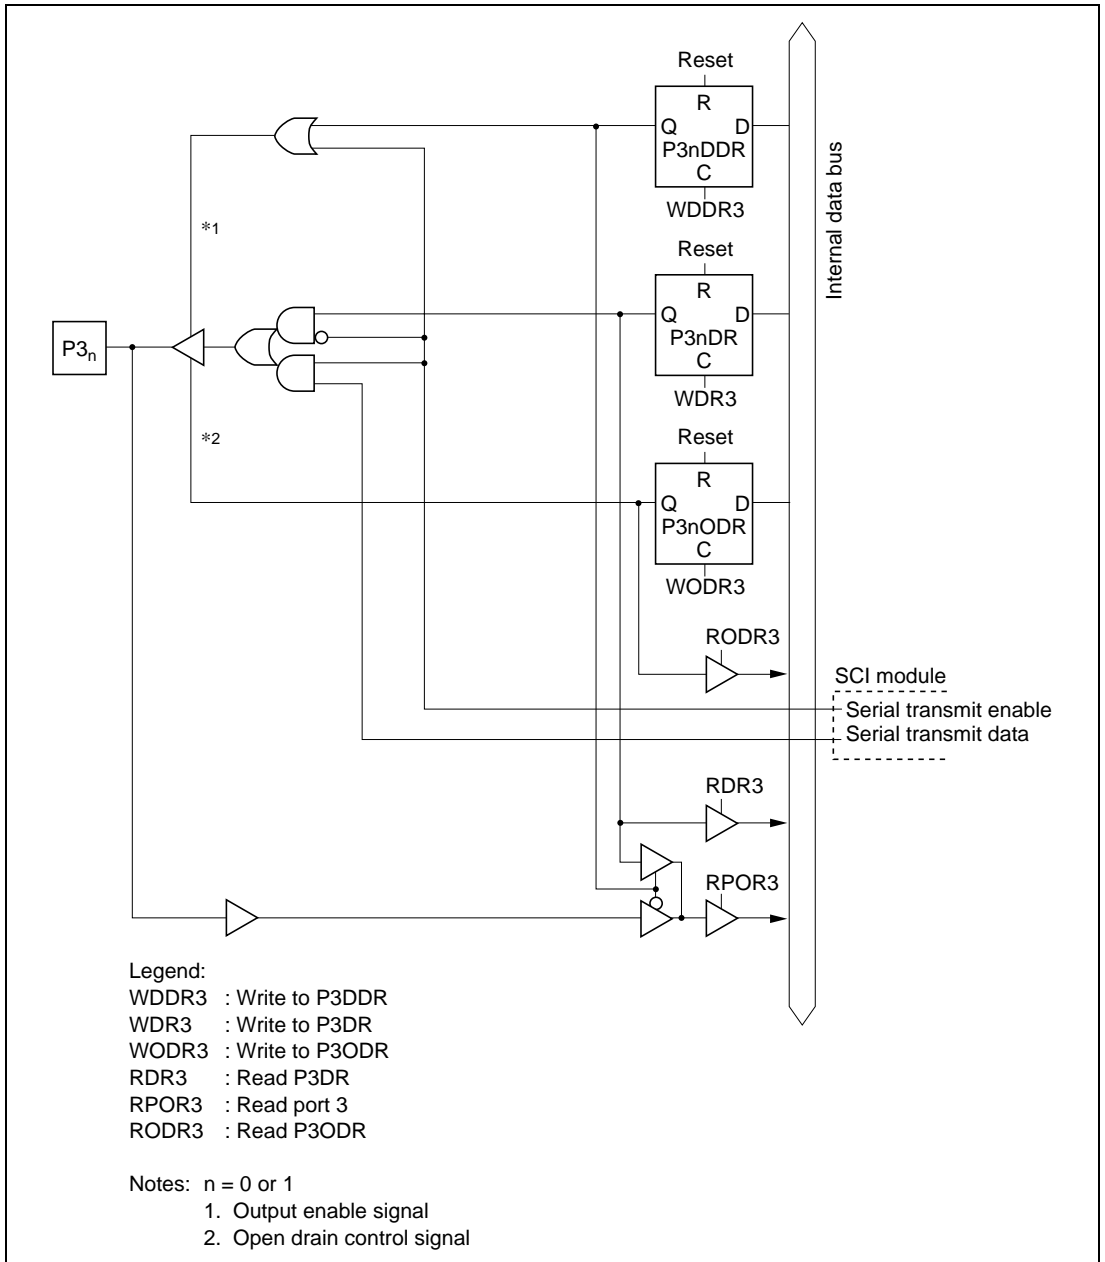 Reset
R
Q D
P3nDDR
C
WDDR3
Internal data bus
*1
Reset
R
Q D
P3nDR
C
WDR3
P3n
*2
Reset
R
Q D
P3nODR
C
WODR3
RODR3
SCI module
Serial transmit enable
Serial transmit data
RDR3
RPOR3
Legend:
WDDR3 : Write to P3DDR
WDR3 : Write to P3DR
WODR3 : Write to P3ODR
RDR3 : Read P3DR
RPOR3 : Read port 3
RODR3 : Read P3ODR
Notes: n = 0 or 1
1. Output enable signal
2. Open drain control signal